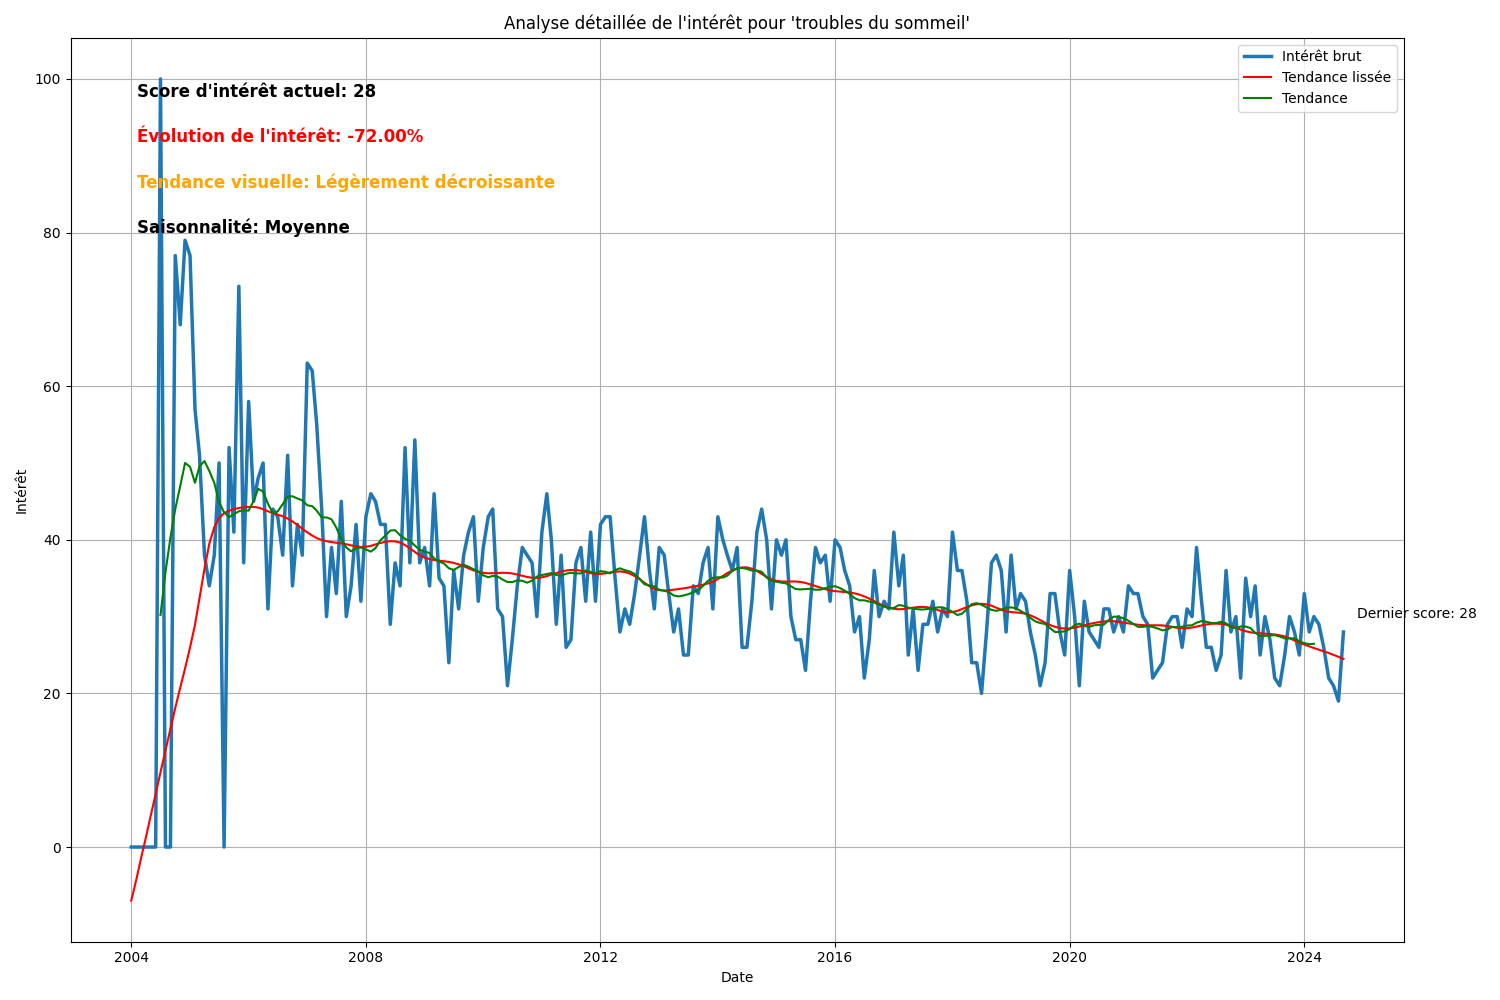 Analyse détaillée de l'intérêt pour 'troubles du sommeil'
Intérêt brut
Tendance lissée
Tendance
Score d'intérêt actuel: 28
Évolution de l'intérêt: -72.00%
Tendance visuelle: Légèrement décroissante
Saisonnalité: Moyenne
100
80
60
40
20
0
Intérêt
Dernier score: 28
2004
2008
2012
2016
2020
2024
Date